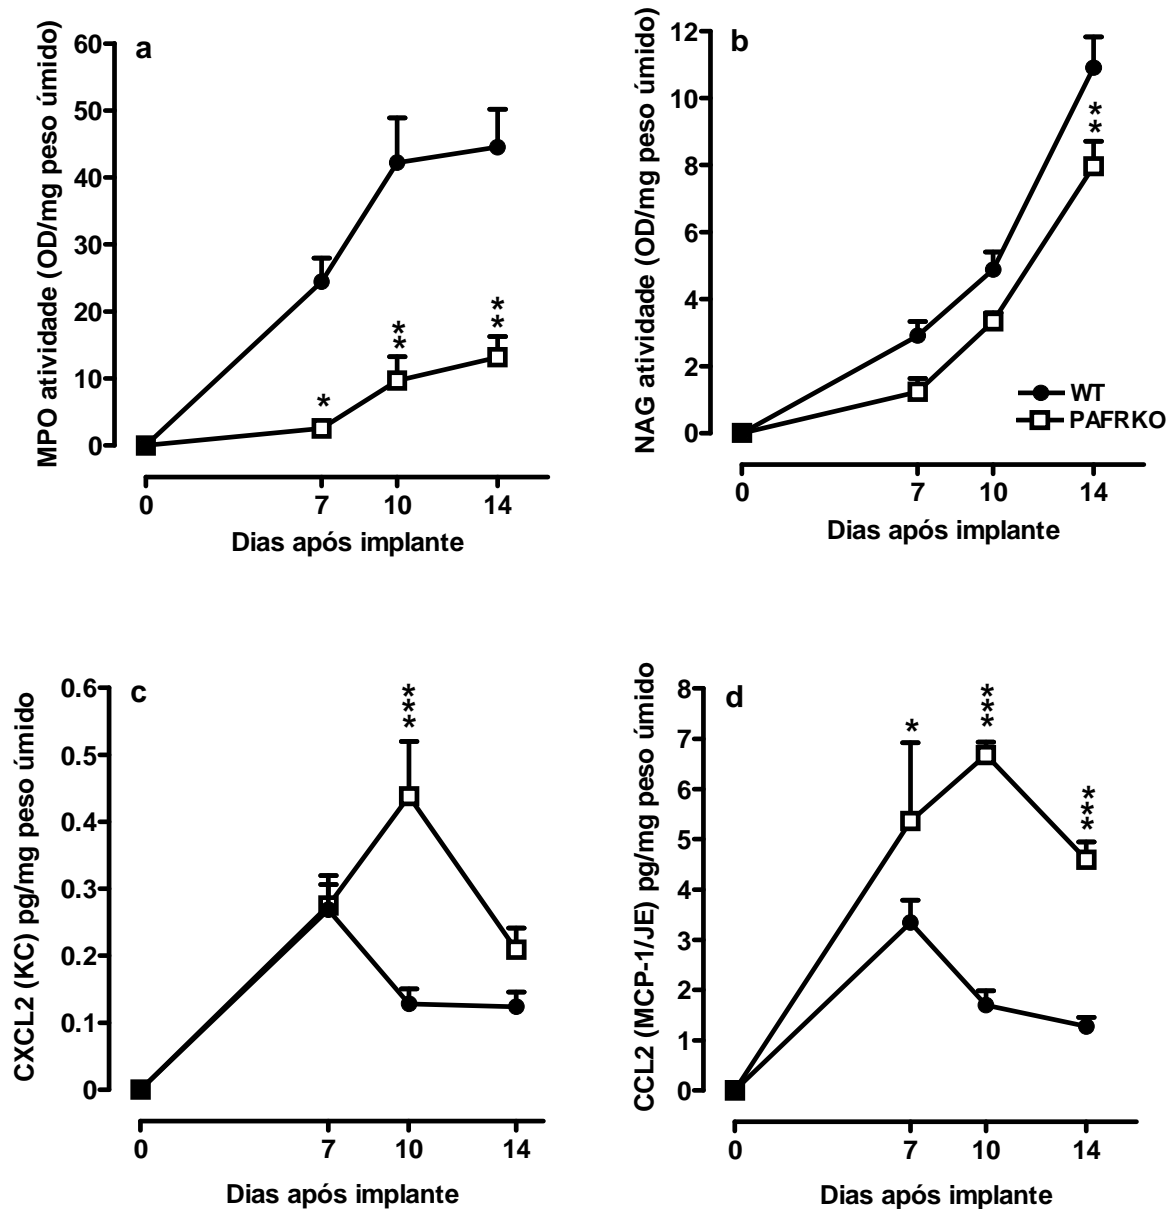 a
MPO atividade (OD/mg peso úmido)
60
50
40
30
20
10
0
*
**
**
0 7 10 14
Dias após implante
b
NAG atividade (OD/mg peso úmido)
12
10
8
6
4
2
0
**
WT
PAFRKO
0 7 10 14
Dias após implante
c
CXCL2 (KC) pg/mg peso úmido
0.6
0.5
0.4
0.3
0.2
0.1
0
***
0 7 10 14
Dias após implante
d
CCL2 (MCP-1/JE) pg/mg peso úmido
8
7
6
5
4
3
2
1
0
*
***
***
0 7 10 14
Dias após implante